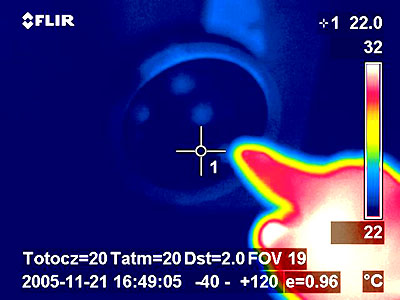 FLIR
1 22.0
32
1
22
Totocz=20 Tatm=20 Dst=2.0 FOV 19
2005-11-21 16:49:05 -40 - +120 e=0.96 °C